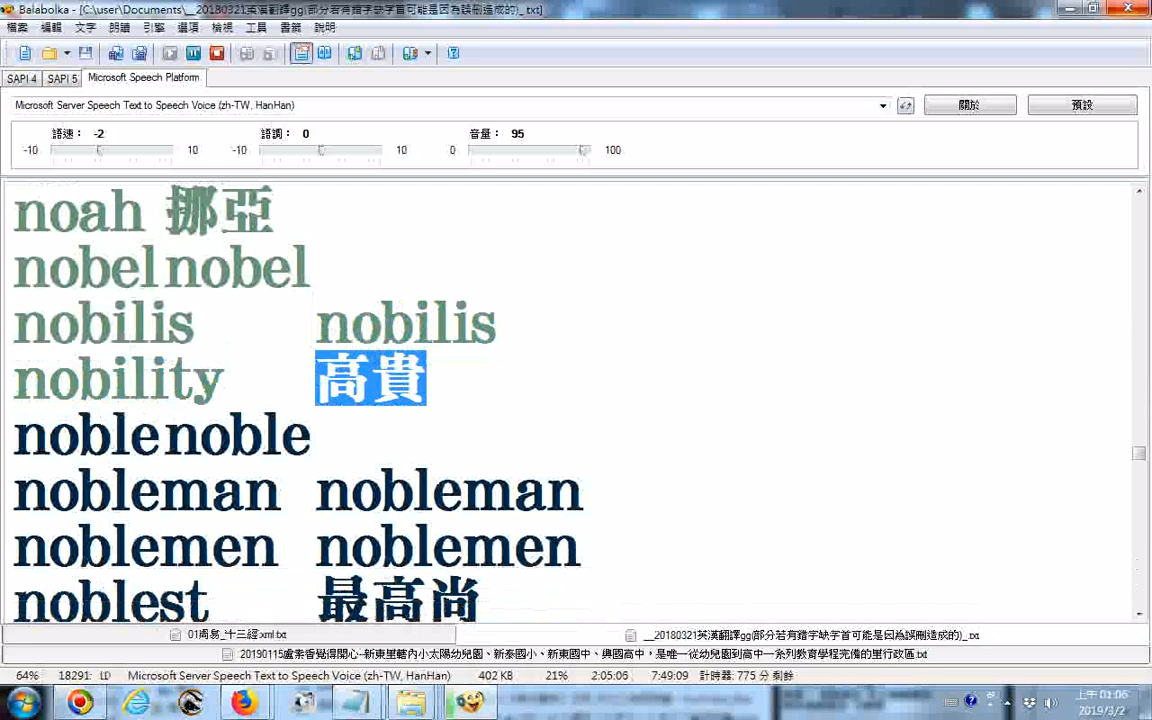 Balabolka - [C:\user\Documents\__20180321英漢翻譯gg(部分若有錯字缺字首可能是因為誤刪造成的)_.txt]
檔案 編輯 文字 朗讀 引擎 選項 檢視 工具 書籤 說明
SAPI 4 SAPI 5 Microsoft Speech Platform
Microsoft Server Speech Text to Speech Voice (zh-TW, HanHan) 關於 預設
語速： -2 語調： 0 音量： 95
-10 10 -10 10 0 100
noah 挪亞
nobel nobel
nobilis nobilis
nobility 高貴
noble noble
nobleman nobleman
noblemen noblemen
noblest 最高尚
01周易_十三經.xml.txt __20180321英漢翻譯gg(部分若有錯字缺字首可能是因為誤刪造成的)_.txt
20190115盧素香覺得開心--新東里轄內小太陽幼兒園、新泰國小、新東國中、興國高中，是唯一從幼兒園到高中一系列教育學程完備的里行政區.txt
64% 18291: 1D Microsoft Server Speech Text to Speech Voice (zh-TW, HanHan) 402 KB 21% 2:05:06 7:49:09 計時器: 775 分 剩餘
上午 01:06
2019/3/2